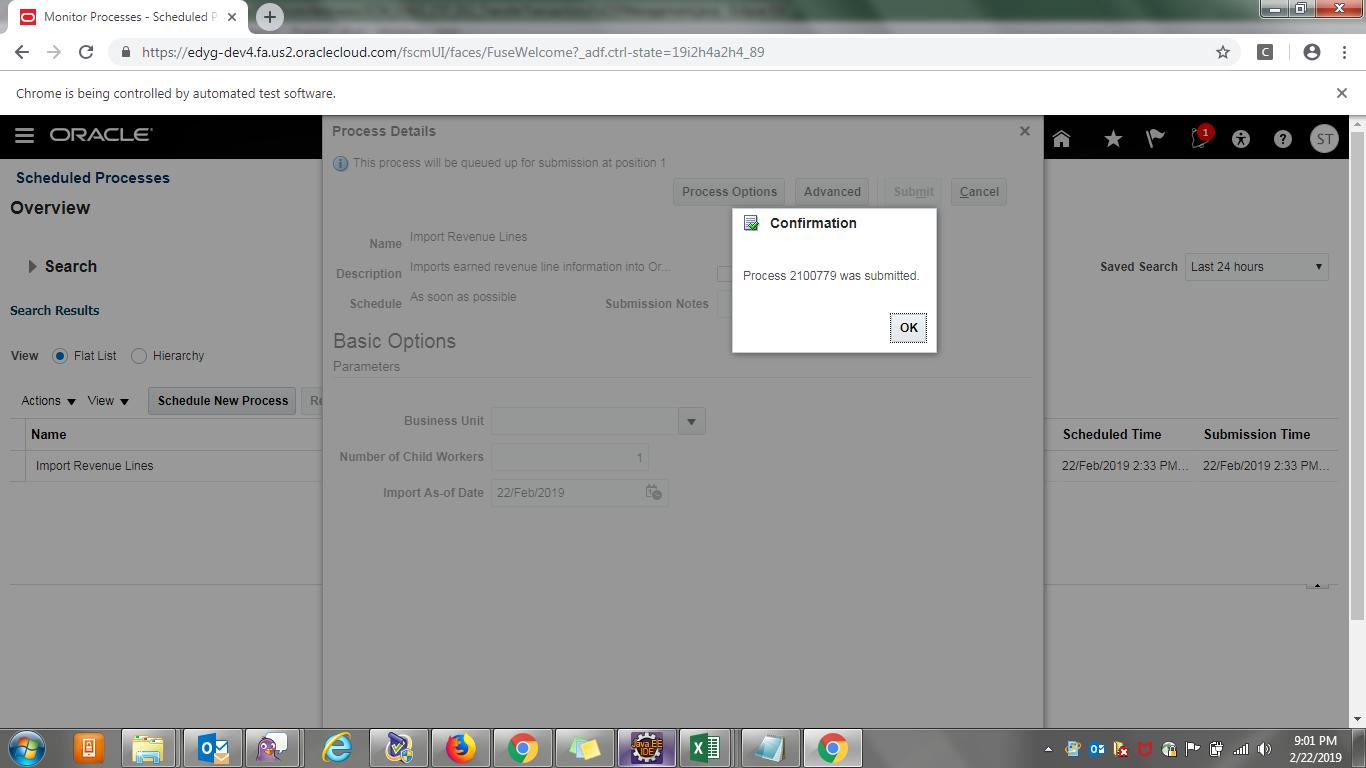 Monitor Processes - Scheduled P
https://edyg-dev4.fa.us2.oraclecloud.com/fscmUI/faces/FuseWelcome?_adf.ctrl-state=19i2h4a2h4_89
C
Chrome is being controlled by automated test software.
ORACLE
1
ST
Process Details
This process will be queued up for submission at position 1
Process Options Advanced Submit Cancel
Scheduled Processes
Overview
Search
Saved Search Last 24 hours
Search Results
View Flat List Hierarchy
Actions View Schedule New Process Re
Name Scheduled Time Submission Time
Import Revenue Lines 22/Feb/2019 2:33 PM... 22/Feb/2019 2:33 PM...
Name Import Revenue Lines
Description Imports earned revenue line information into Or...
Schedule As soon as possible Submission Notes
Basic Options
Parameters
Business Unit
Number of Child Workers 1
Import As-of Date 22/Feb/2019
Confirmation
Process 2100779 was submitted.
OK
Java EE
IDE
9:01 PM
2/22/2019